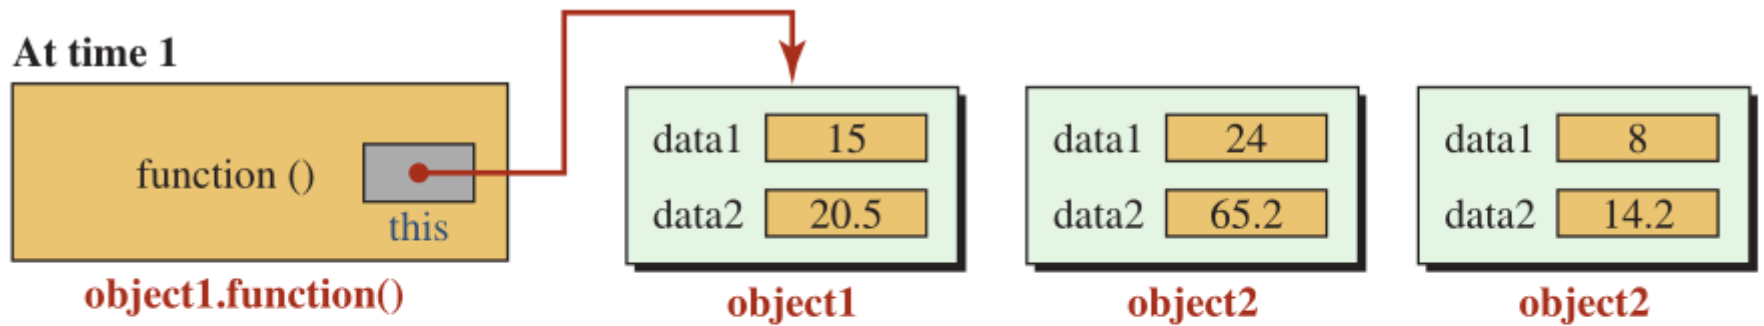 At time 1
function ()
this
object1.function()
data1 15
data2 20.5
object1
data1 24
data2 65.2
object2
data1 8
data2 14.2
object2